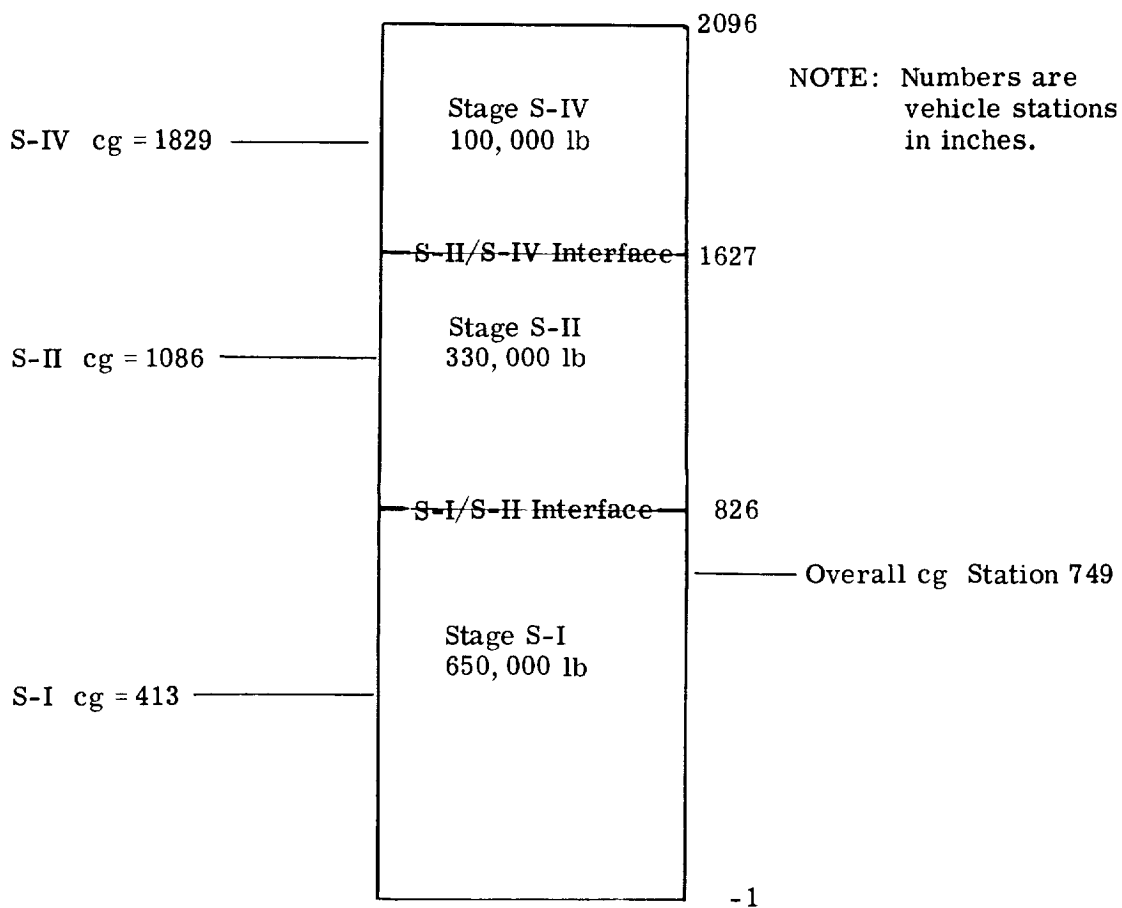 2096
NOTE: Numbers are
vehicle stations
in inches.
Stage S-IV
100,000 lb
S-IV cg = 1829
S-II/S-IV Interface
1627
Stage S-II
330,000 lb
S-II cg = 1086
S-I/S-II Interface
826
Overall cg Station 749
Stage S-I
650,000 lb
S-I cg = 413
-1